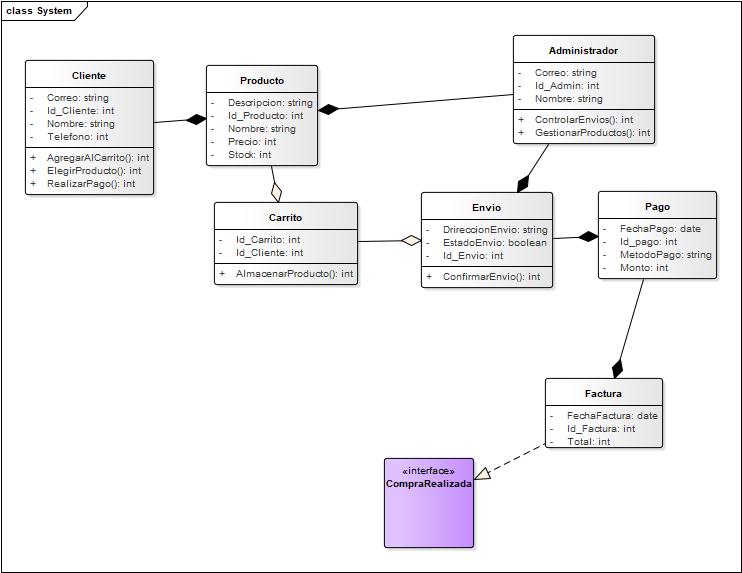 class System
Cliente
- Correo: string
- Id_Cliente: int
- Nombre: string
- Telefono: int
+ AgregarAlCarrito(): int
+ ElegirProducto(): int
+ RealizarPago(): int
Producto
- Descripcion: string
- Id_Producto: int
- Nombre: string
- Precio: int
- Stock: int
Administrador
- Correo: string
- Id_Admin: int
- Nombre: string
+ ControlarEnvios(): int
+ GestionarProductos(): int
Carrito
- Id_Carrito: int
- Id_Cliente: int
+ AlmacenarProducto(): int
Envio
- DrireccionEnvio: string
- EstadoEnvio: boolean
- Id_Envio: int
+ ConfirmarEnvio(): int
Pago
- FechaPago: date
- Id_pago: int
- MetodoPago: string
- Monto: int
Factura
- FechaFactura: date
- Id_Factura: int
- Total: int
«interface»
CompraRealizada